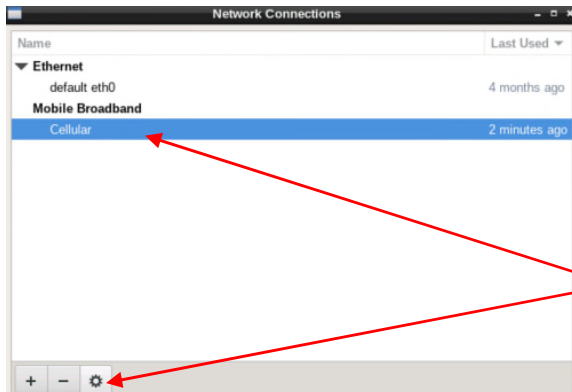 Network Connections
Name Last Used
Ethernet
default eth0 4 months ago
Mobile Broadband
Cellular 2 minutes ago